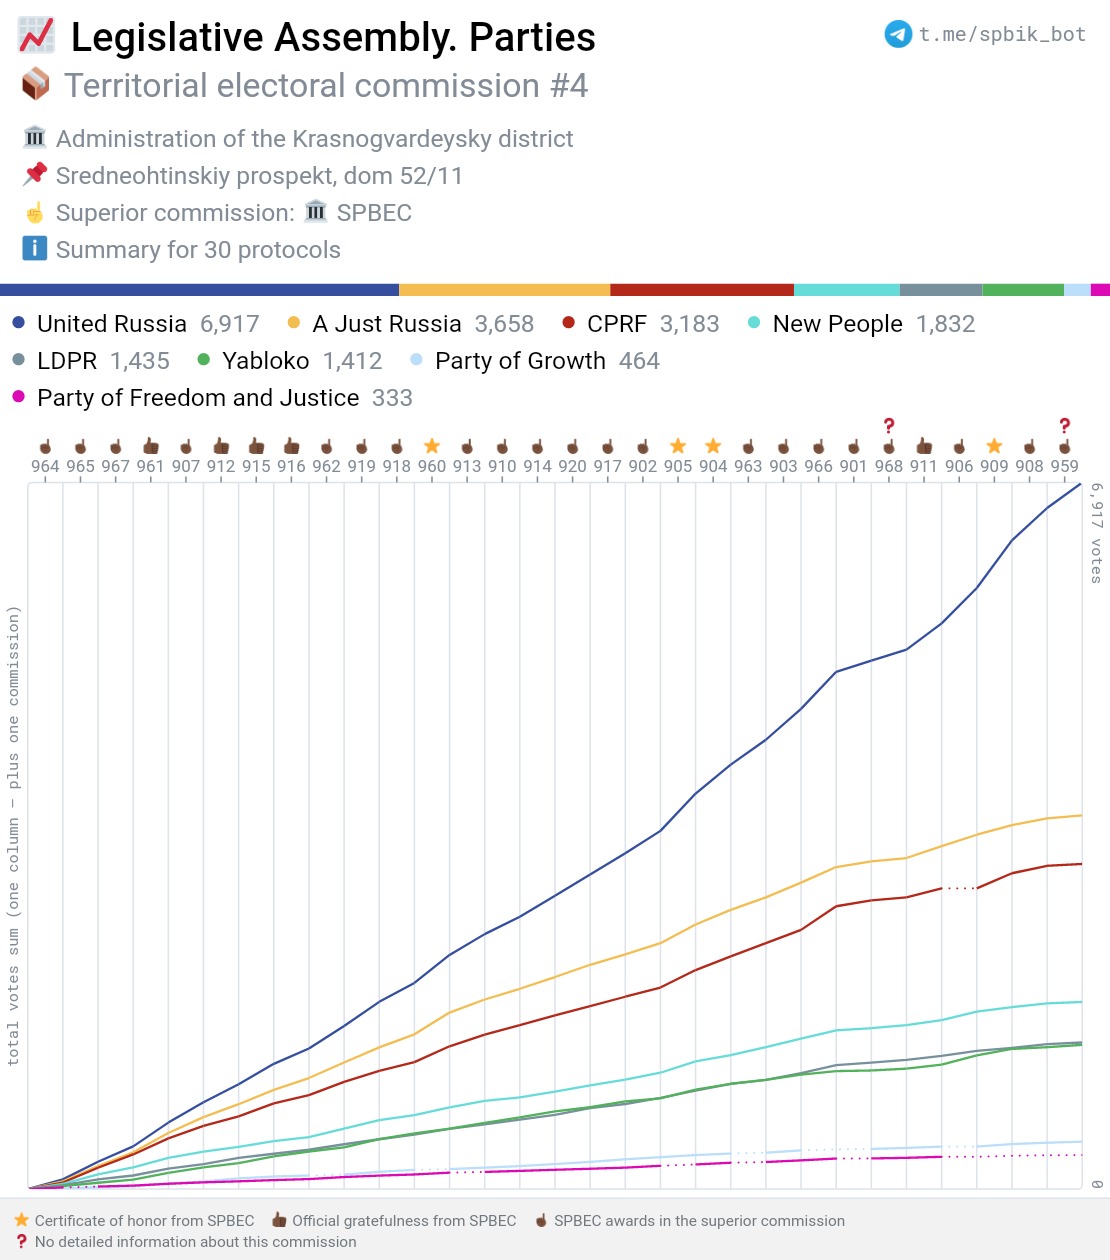 Legislative Assembly. Parties
t.me/spbik_bot
Territorial electoral commission #4
Administration of the Krasnogvardeysky district
Sredneohtinskiy prospekt, dom 52/11
Superior commission: SPBEC
Summary for 30 protocols
United Russia 6,917 A Just Russia 3,658 CPRF 3,183 New People 1,832
LDPR 1,435 Yabloko 1,412 Party of Growth 464
Party of Freedom and Justice 333
964 965 967 961 907 912 915 916 962 919 918 960 913 910 914 920 917 902 905 904 963 903 966 901 968 911 906 909 908 959
6,917 votes
total votes sum (one column – plus one commission)
0
Certificate of honor from SPBEC Official gratefulness from SPBEC SPBEC awards in the superior commission
No detailed information about this commission